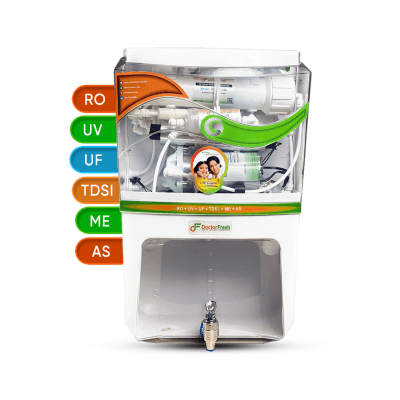 RO
UV
UF
TDSI
ME
AS
RO + UV + UF + TDSI + ME + AS
DoctorFresh